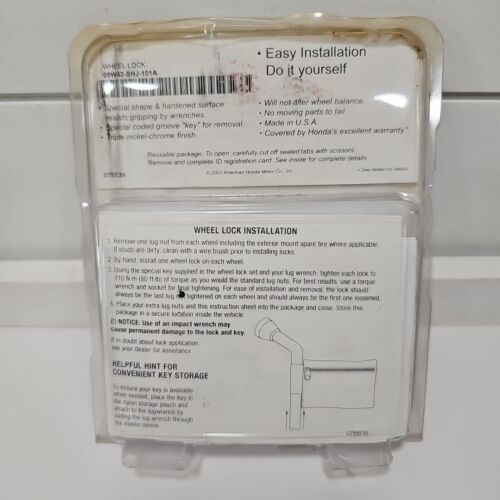 WHEEL LOCK
08W42-SHJ-101A
• Easy Installation
Do it yourself
• Special shape & hardened surface
resists gripping by wrenches.
• Special coded groove "key" for removal
• Triple nickel-chrome finish
• Will not alter wheel balance.
• No moving parts to fail
• Made in U.S.A.
• Covered by Honda's excellent warranty.*
Reusable package: To open, carefully cut off sealed tabs with scissors.
Remove and complete ID registration card. See inside for complete details.
076539
© 2002 American Honda Motor Co., Inc.
* See dealer for details
WHEEL LOCK INSTALLATION
1. Remove one lug nut from each wheel including the exterior mount spare tire where applicable.
If studs are dirty, clean with a wire brush prior to installing locks.
2. By hand, install one wheel lock on each wheel.
3. Using the special key supplied in the wheel lock set and your lug wrench, tighten each lock to
110 N·m (80 ft lb) of torque as you would the standard lug nuts. For best results, use a torque
wrench and socket for final tightening. For ease of installation and removal, the lock should
always be the last lug tightened on each wheel and should always be the first one loosened.
4. Place your extra lug nuts and this instruction sheet into the package and close. Store this
package in a secure location inside the vehicle.
NOTICE: Use of an impact wrench may
cause permanent damage to the lock and key.
If in doubt about lock application
ask your dealer for assistance
HELPFUL HINT FOR
CONVENIENT KEY STORAGE
To ensure your key is available
when needed, place the key in
the nylon storage pouch and
attach to the lugwrench by
sliding the lug wrench through
the elastic sleeve